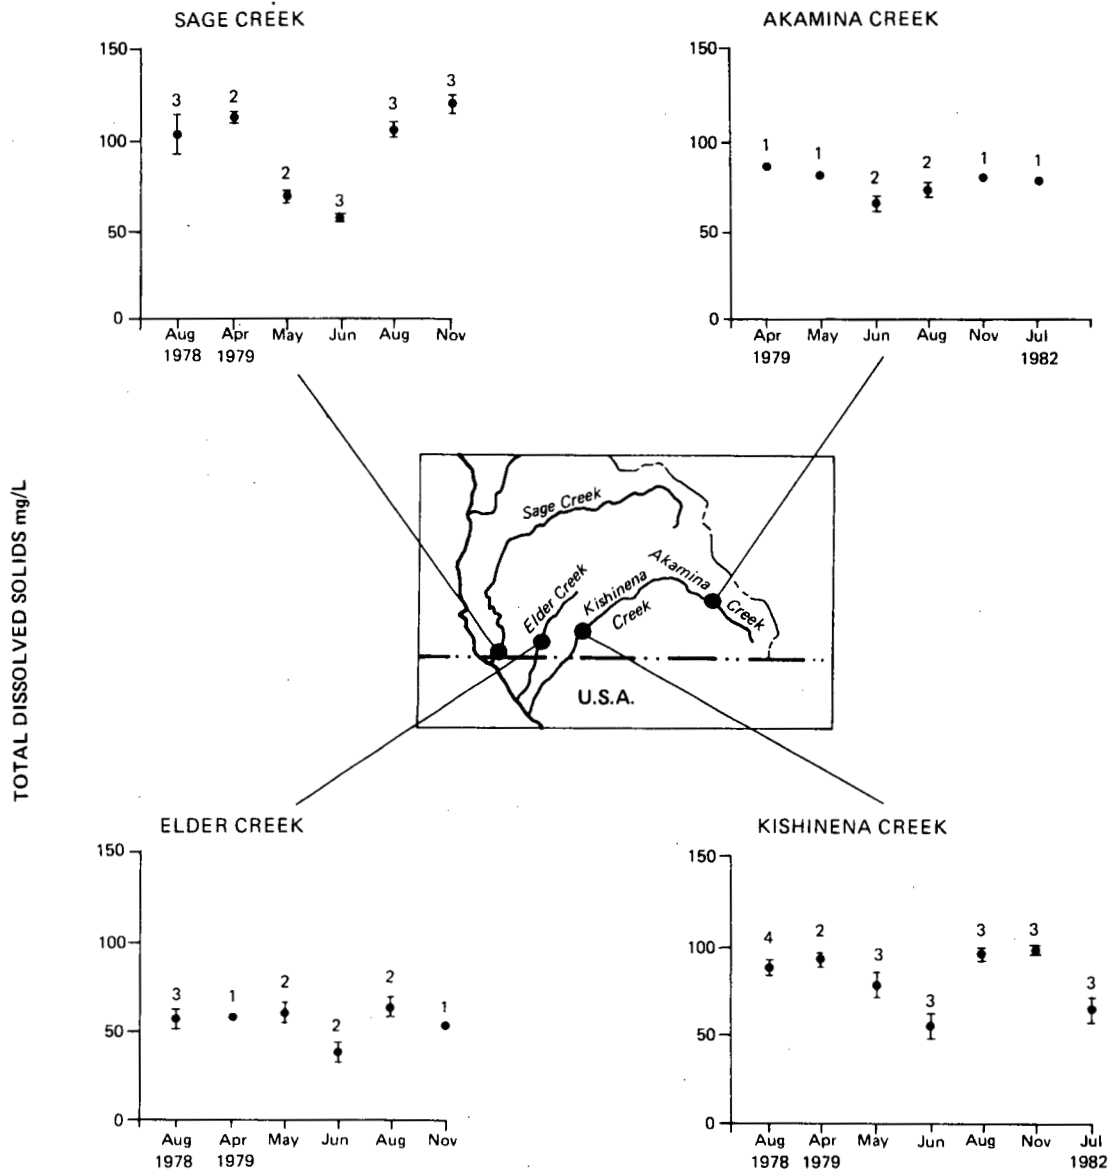 SAGE CREEK
150
100
50
0
3
2
2
3
3
3
Aug Apr May Jun Aug Nov
1978 1979
AKAMINA CREEK
150
100
50
0
1
1
2
2
1
1
Apr May Jun Aug Nov Jul
1979 1982
TOTAL DISSOLVED SOLIDS mg/L
Sage Creek
Elder Creek
Kishinena
Creek
Akamina
Creek
U.S.A.
ELDER CREEK
150
100
50
0
3
1
2
2
2
1
Aug Apr May Jun Aug Nov
1978 1979
KISHINENA CREEK
150
100
50
0
4
2
3
3
3
3
3
Aug Apr May Jun Aug Nov Jul
1978 1979 1982